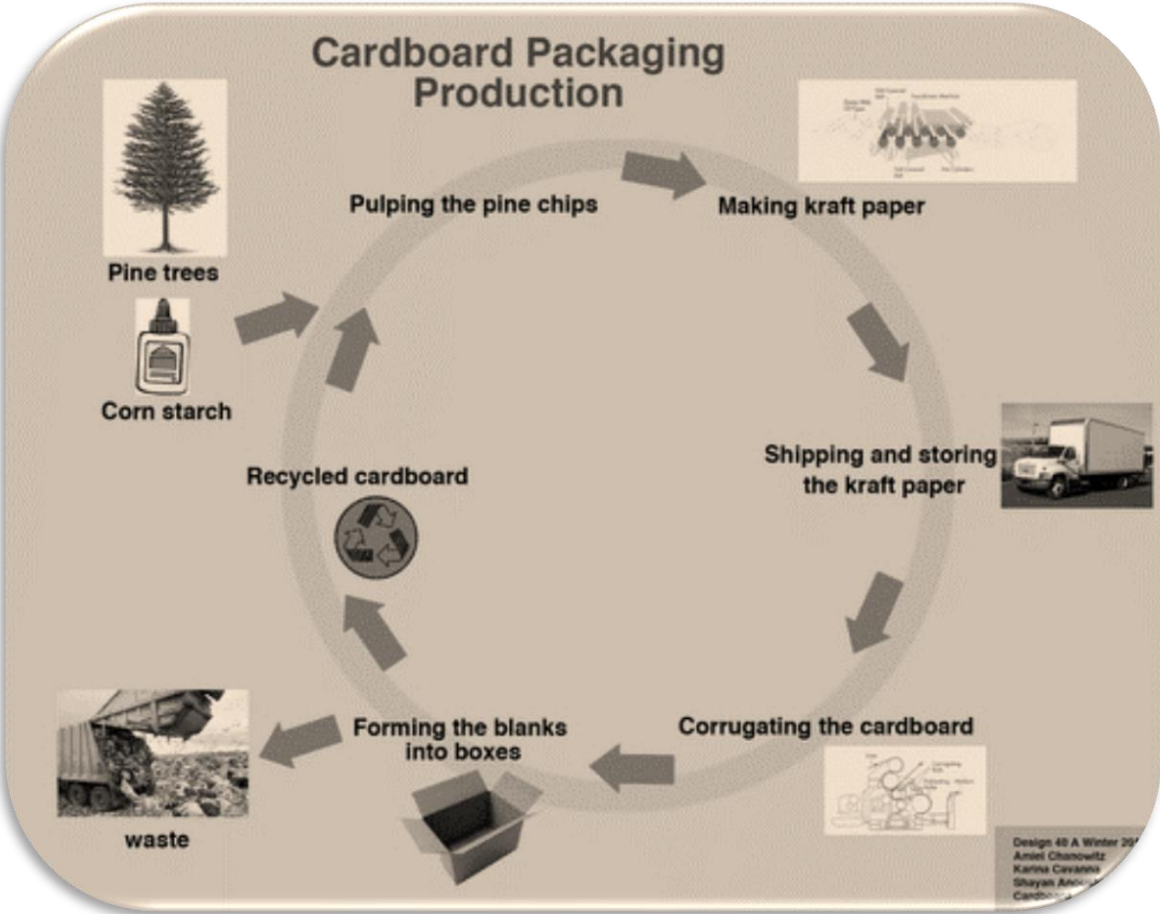 Cardboard Packaging
Production
Pulping the pine chips
Making kraft paper
Pine trees
Corn starch
Recycled cardboard
Shipping and storing
the kraft paper
Forming the blanks
into boxes
Corrugating the cardboard
waste
Design 40 A Winter
Amiel Chanowitz
Karina Cavanna
Shayan